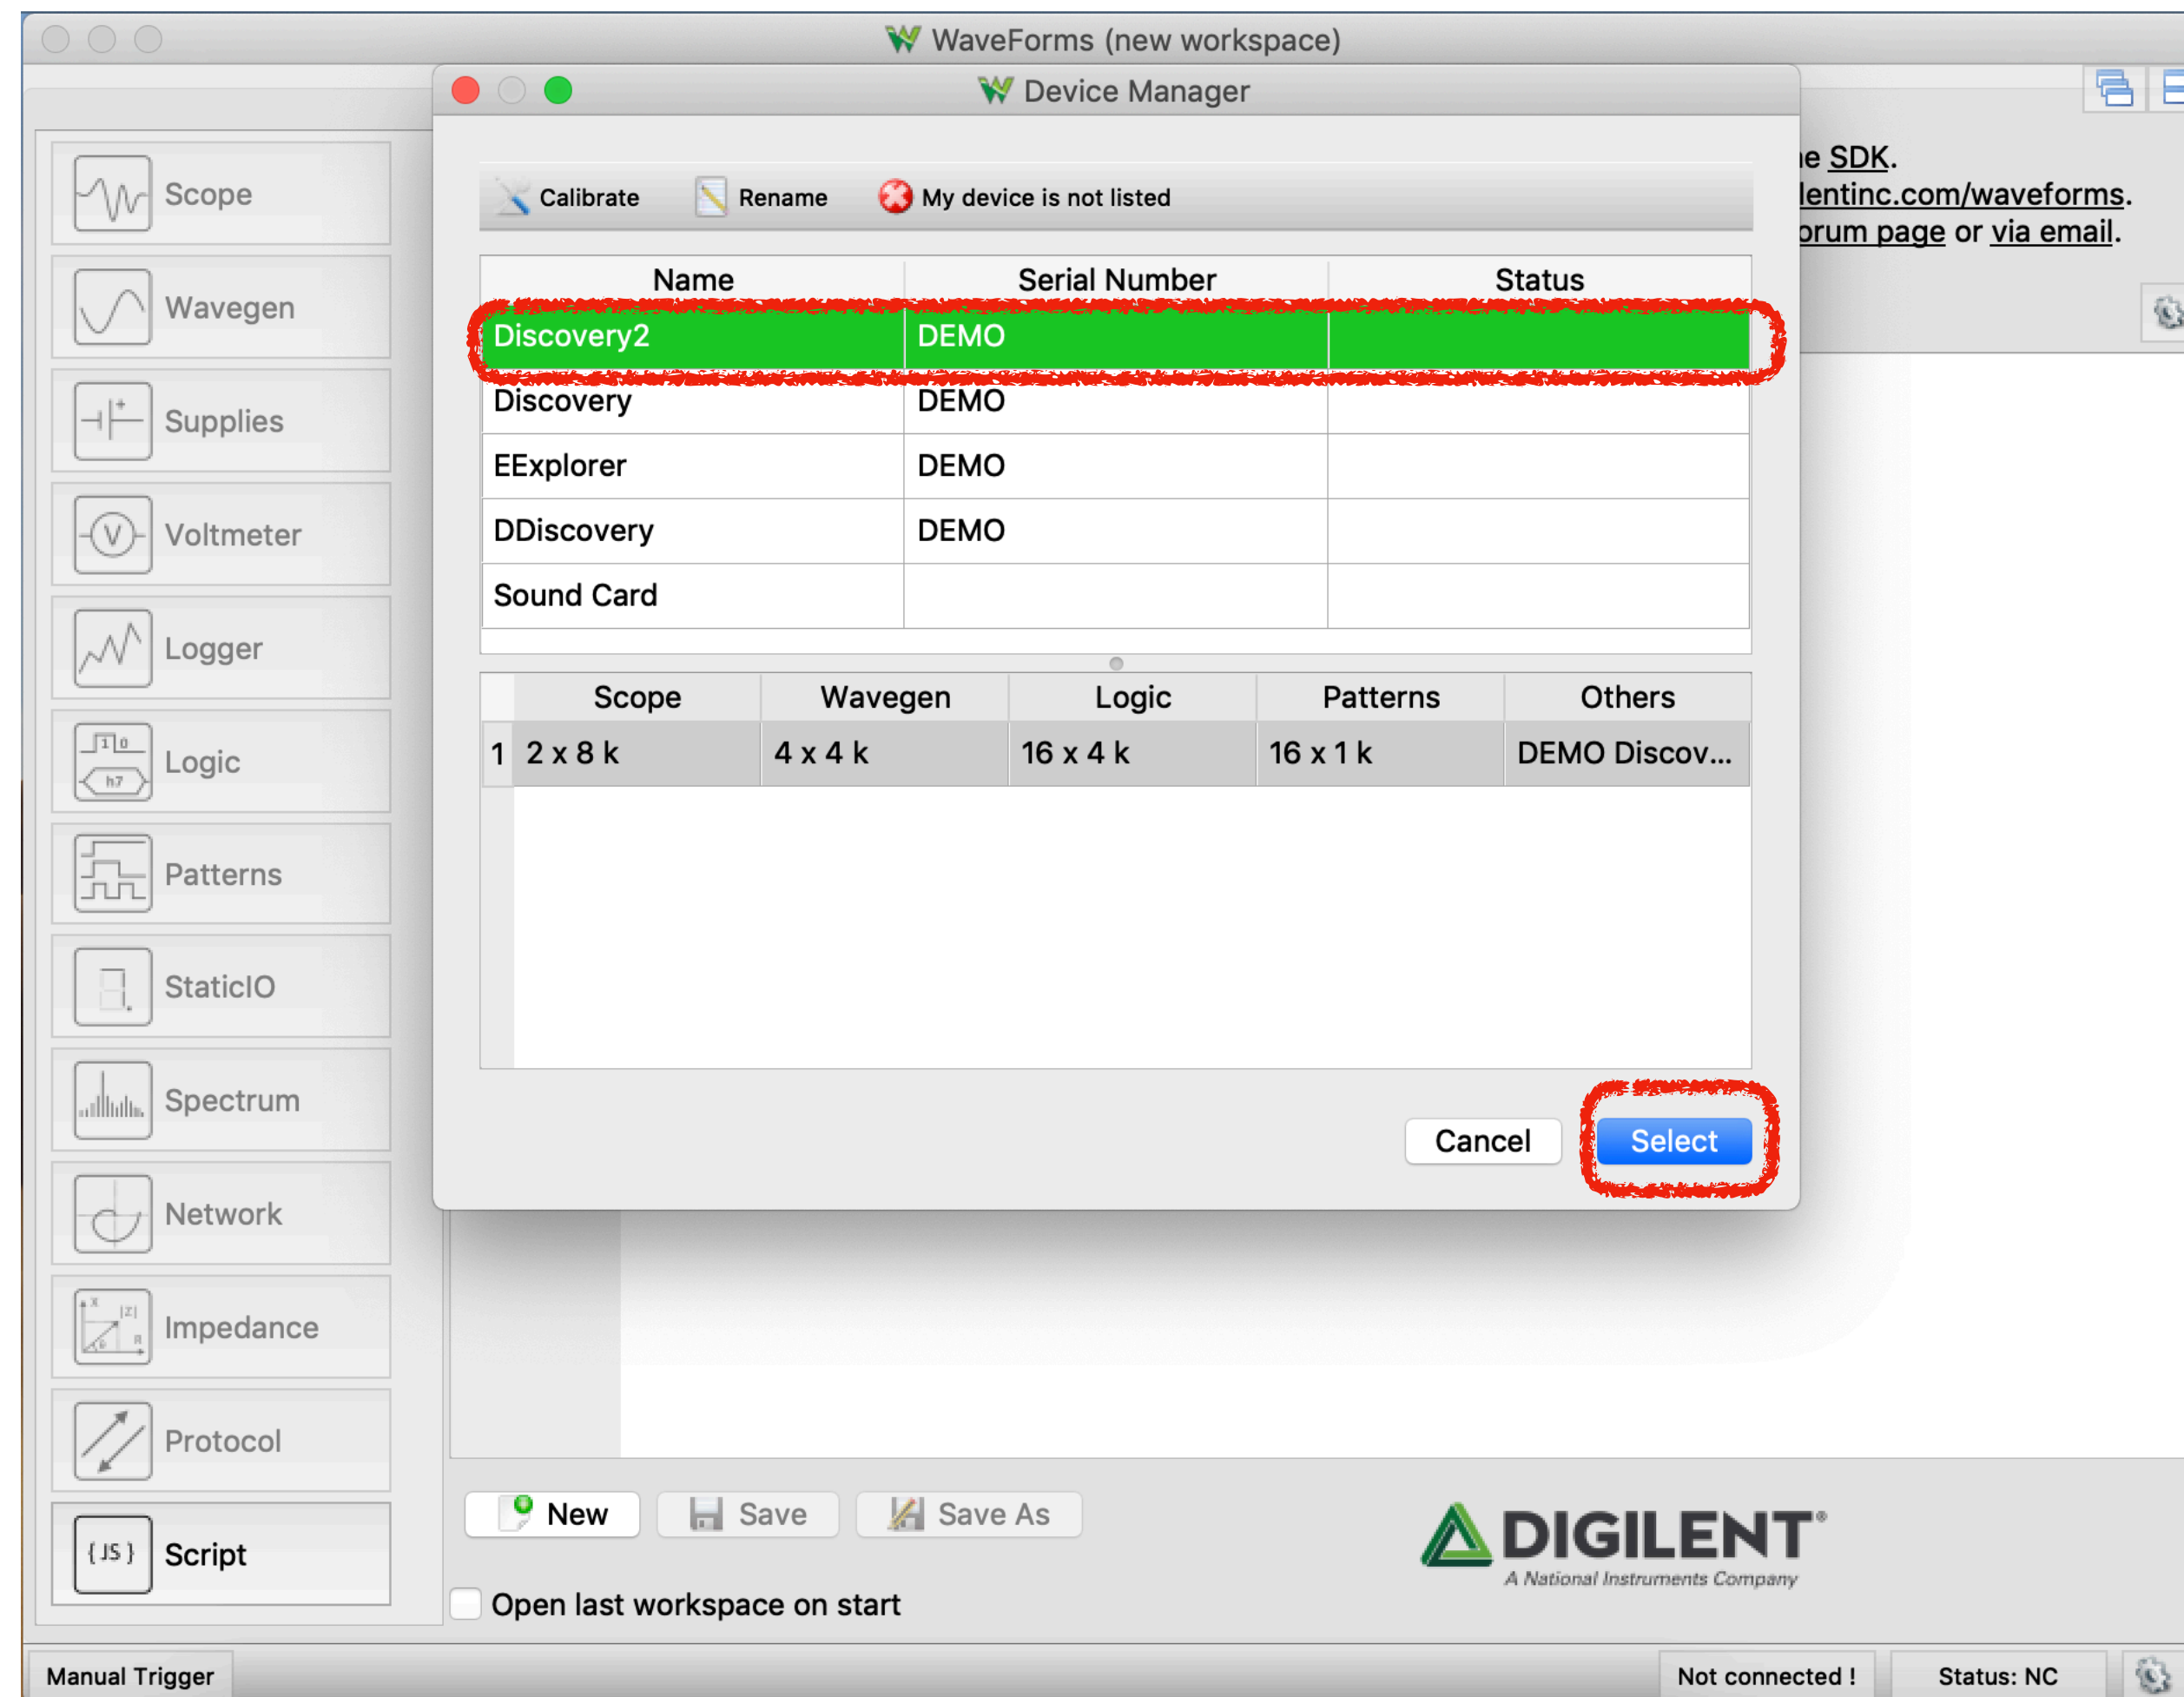 WaveForms (new workspace)
Device Manager
e SDK.
lentinc.com/waveforms.
orum page or via email.
Calibrate Rename My device is not listed
Name Serial Number Status
Discovery2 DEMO
Discovery DEMO
EExplorer DEMO
DDiscovery DEMO
Sound Card
Scope Wavegen Logic Patterns Others
1 2 x 8 k 4 x 4 k 16 x 4 k 16 x 1 k DEMO Discov...
Cancel Select
Scope
Wavegen
Supplies
V Voltmeter
Logger
1 0
h7
Logic
Patterns
StaticIO
Spectrum
Network
X |Z|
R
Impedance
Protocol
{JS} Script
New Save Save As
DIGILENT®
A National Instruments Company
Open last workspace on start
Manual Trigger Not connected ! Status: NC